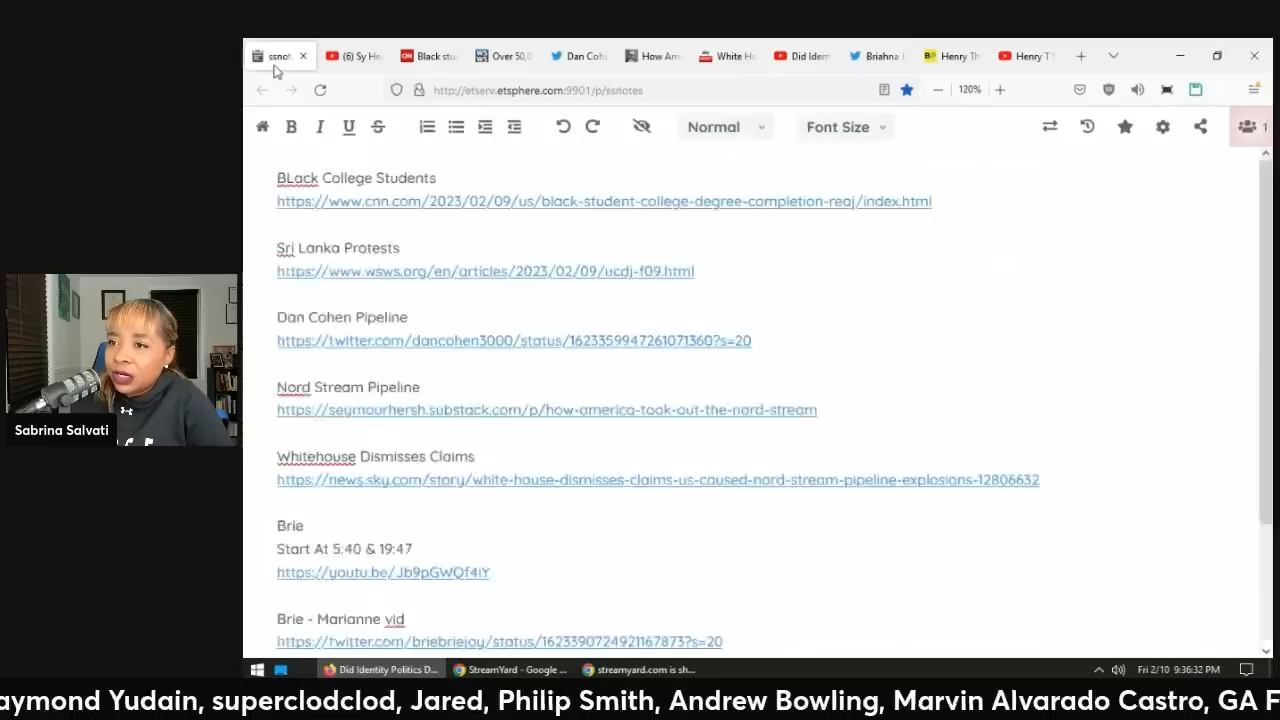 ssnot
(6) Sy He
Black stu
Over 50,0
Dan Coh
How Am
White Ho
Did Ident
Briahna J
Henry Th
Henry T
http://etserv.etsphere.com:9901/p/ssnotes
120%
Normal
Font Size
1
BLack College Students
https://www.cnn.com/2023/02/09/us/black-student-college-degree-completion-reaj/index.html
Sri Lanka Protests
https://www.wsws.org/en/articles/2023/02/09/ucdj-f09.html
Dan Cohen Pipeline
https://twitter.com/dancohen3000/status/1623359947261071360?s=20
Nord Stream Pipeline
https://seymourhersh.substack.com/p/how-america-took-out-the-nord-stream
Whitehouse Dismisses Claims
https://news.sky.com/story/white-house-dismisses-claims-us-caused-nord-stream-pipeline-explosions-12806632
Brie
Start At 5:40 & 19:47
https://youtu.be/Jb9pGWQf4iY
Brie - Marianne vid
https://twitter.com/briebriejoy/status/1623390724921167873?s=20
Sabrina Salvati
Did Identity Politics D...
StreamYard - Google ...
streamyard.com is sh...
Fri 2/10 9:36:32 PM
aymond Yudain, superclodclod, Jared, Philip Smith, Andrew Bowling, Marvin Alvarado Castro, GA F